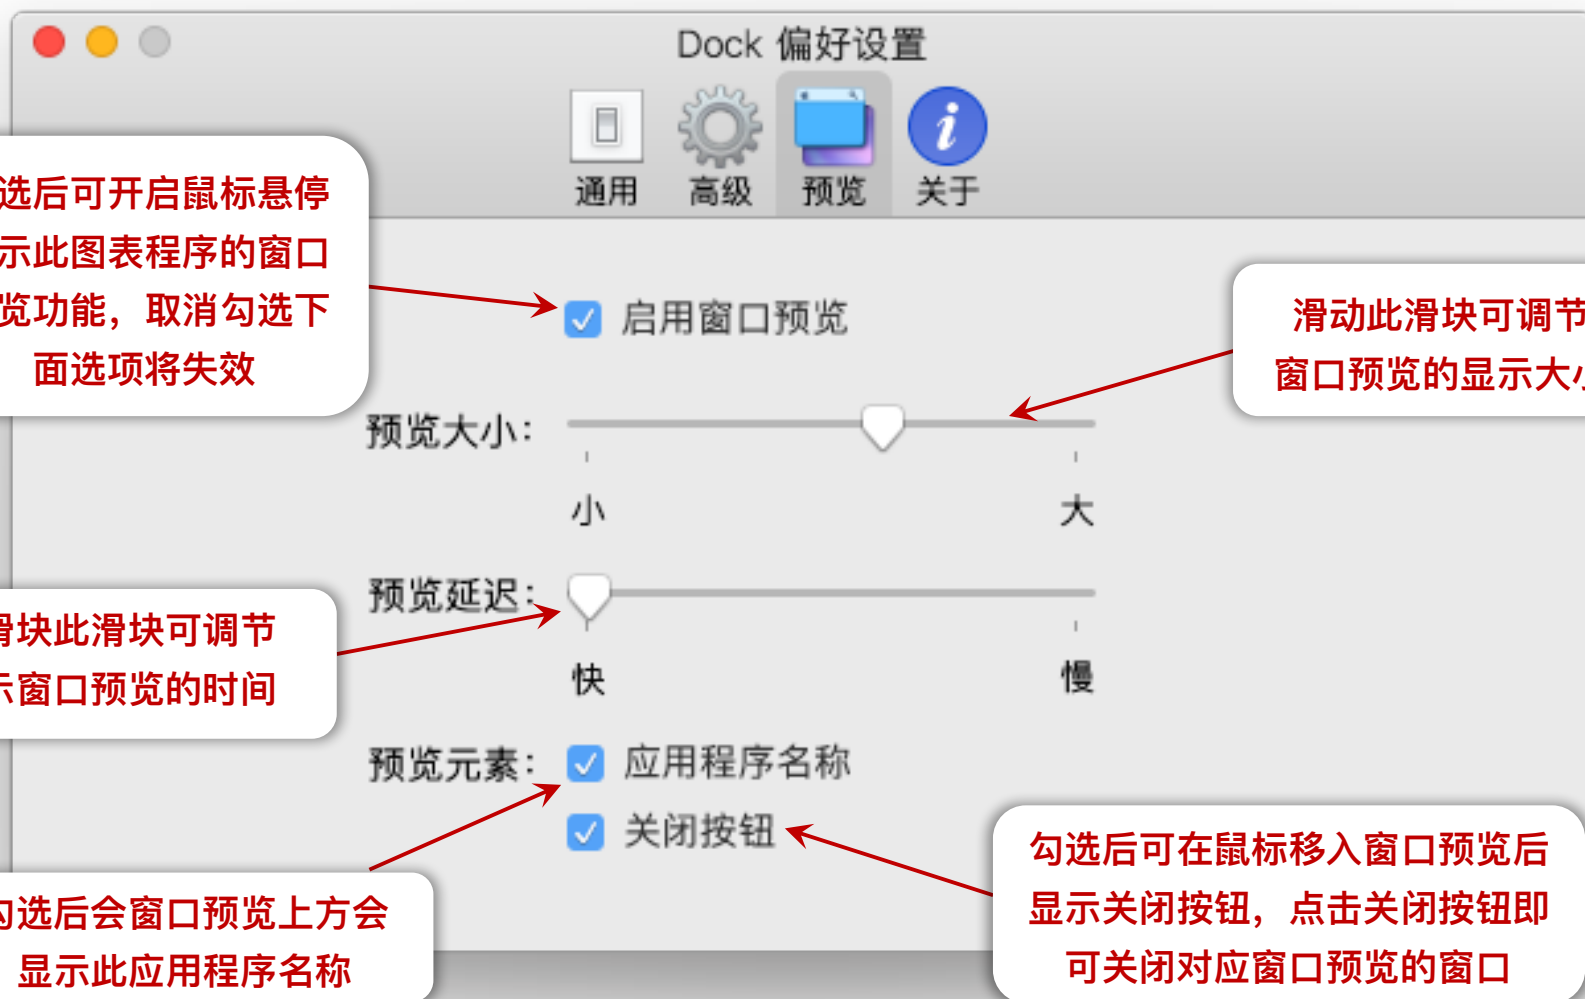 Dock 偏好设置
通用 高级 预览 关于
选后可开启鼠标悬停
示此图表程序的窗口
览功能，取消勾选下
面选项将失效
启用窗口预览
滑动此滑块可调节
窗口预览的显示大小
预览大小：
小 大
预览延迟：
快 慢
滑块此滑块可调节
示窗口预览的时间
预览元素：
应用程序名称
关闭按钮
勾选后会窗口预览上方会
显示此应用程序名称
勾选后可在鼠标移入窗口预览后
显示关闭按钮，点击关闭按钮即
可关闭对应窗口预览的窗口